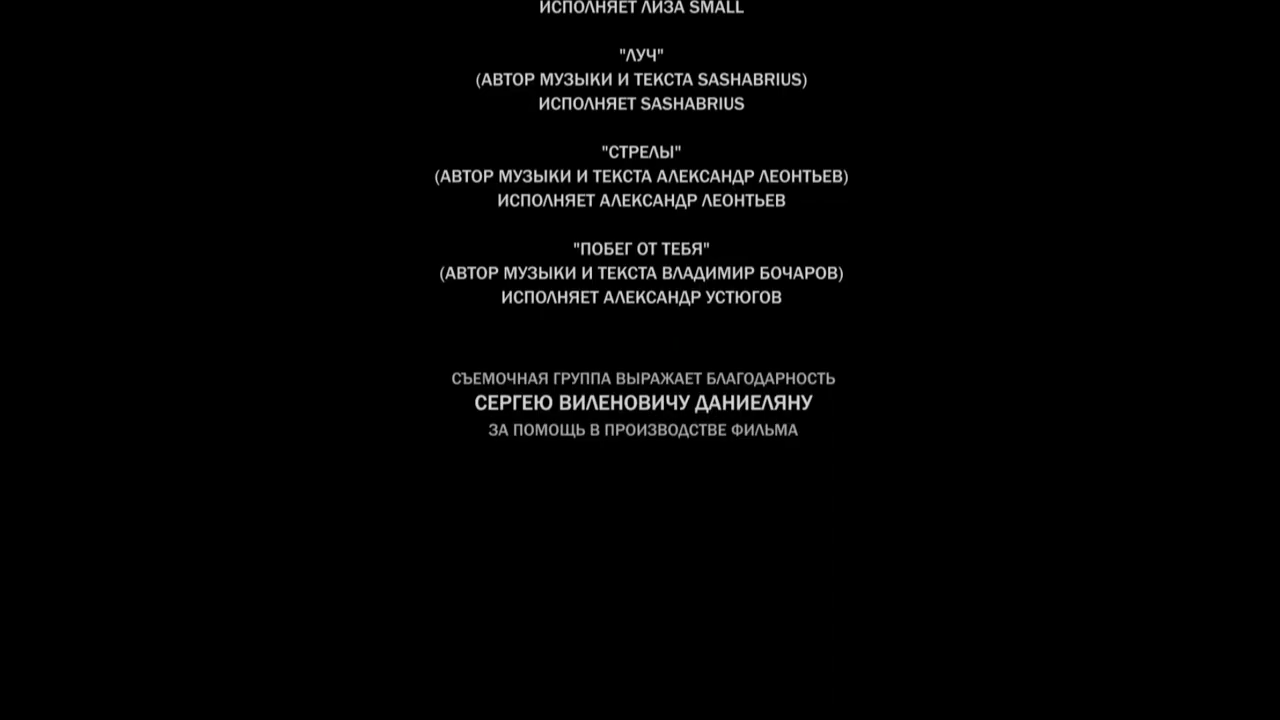 ИСПОЛНЯЕТ ЛИЗА SMALL
"ЛУЧ"
(АВТОР МУЗЫКИ И ТЕКСТА SASHABRIUS)
ИСПОЛНЯЕТ SASHABRIUS
"СТРЕЛЫ"
(АВТОР МУЗЫКИ И ТЕКСТА АЛЕКСАНДР ЛЕОНТЬЕВ)
ИСПОЛНЯЕТ АЛЕКСАНДР ЛЕОНТЬЕВ
"ПОБЕГ ОТ ТЕБЯ"
(АВТОР МУЗЫКИ И ТЕКСТА ВЛАДИМИР БОЧАРОВ)
ИСПОЛНЯЕТ АЛЕКСАНДР УСТЮГОВ
СЪЕМОЧНАЯ ГРУППА ВЫРАЖАЕТ БЛАГОДАРНОСТЬ
СЕРГЕЮ ВИЛЕНОВИЧУ ДАНИЕЛЯНУ
ЗА ПОМОЩЬ В ПРОИЗВОДСТВЕ ФИЛЬМА